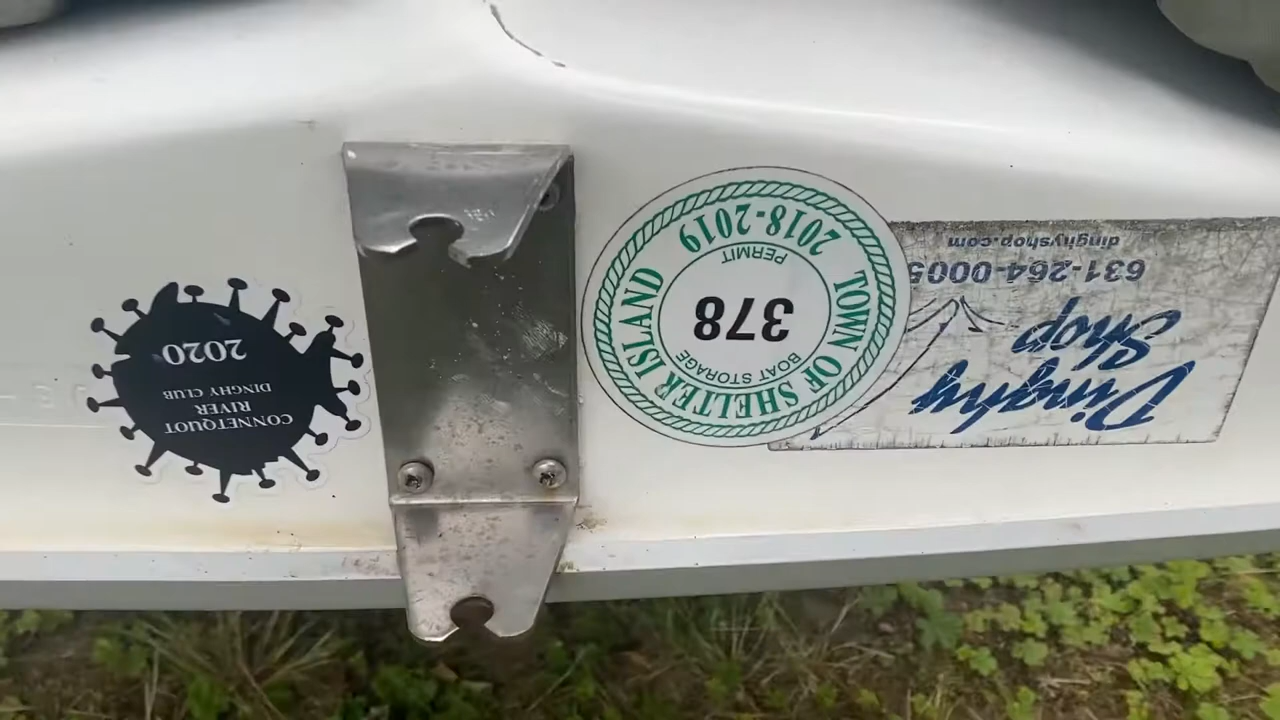 Dinghy
Shop
631-264-0005
dinghyshop.com
TOWN OF SHELTER ISLAND
BOAT STORAGE
378
PERMIT
2018-2019
CONNETQUOT
RIVER
DINGHY CLUB
2020